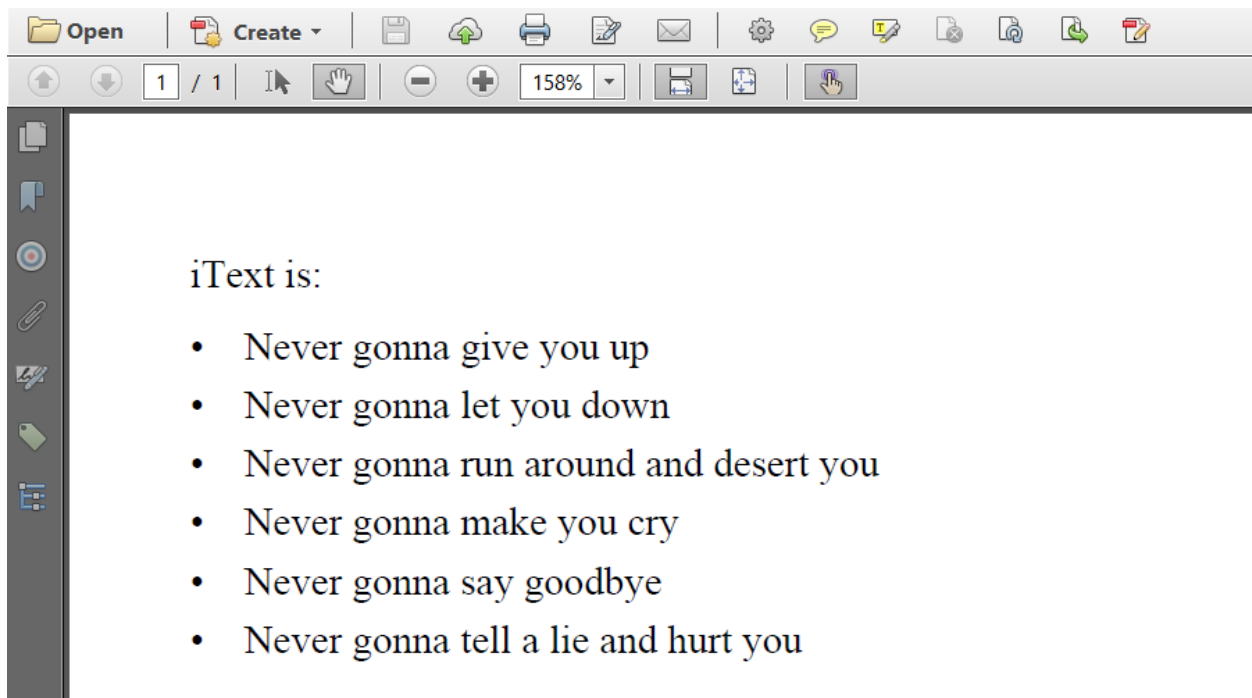 Open Create
1 / 1 158%
iText is:
• Never gonna give you up
• Never gonna let you down
• Never gonna run around and desert you
• Never gonna make you cry
• Never gonna say goodbye
• Never gonna tell a lie and hurt you